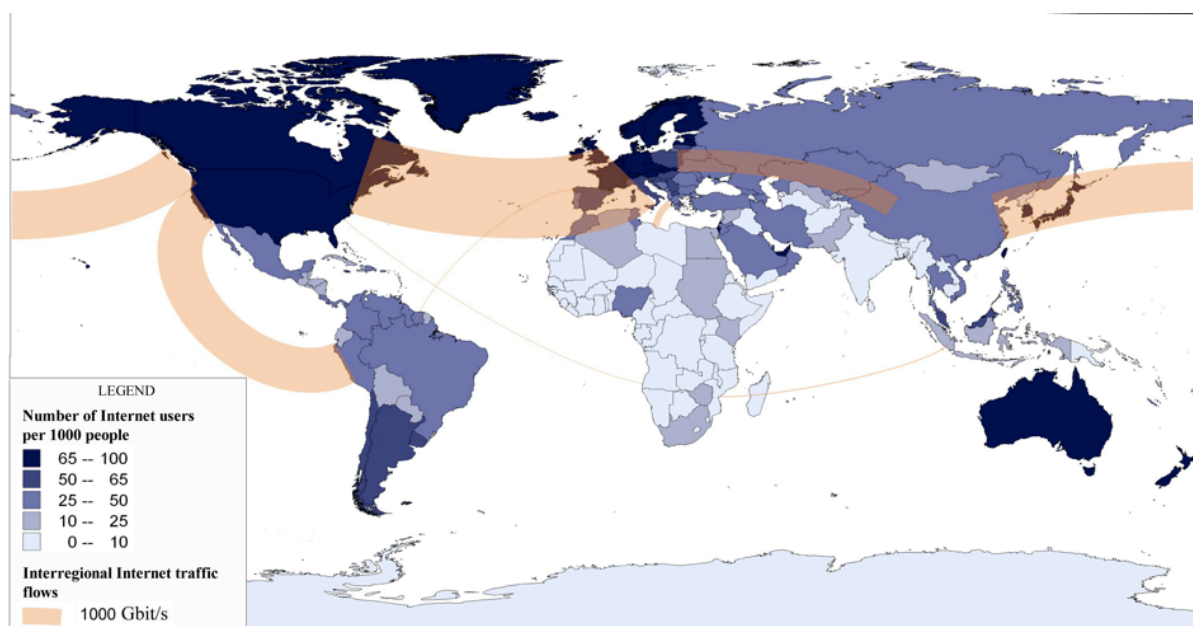 LEGEND
Number of Internet users
per 1000 people
65 -- 100
50 -- 65
25 -- 50
10 -- 25
0 -- 10
Interregional Internet traffic
flows
1000 Gbit/s